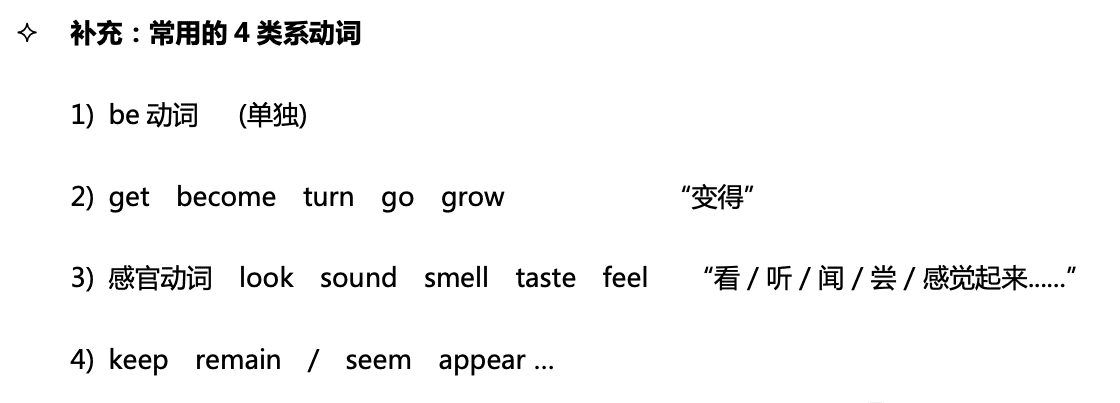 ✧ 补充：常用的 4 类系动词
1) be 动词 (单独)
2) get become turn go grow “变得”
3) 感官动词 look sound smell taste feel “看 / 听 / 闻 / 尝 / 感觉起来......”
4) keep remain / seem appear ...